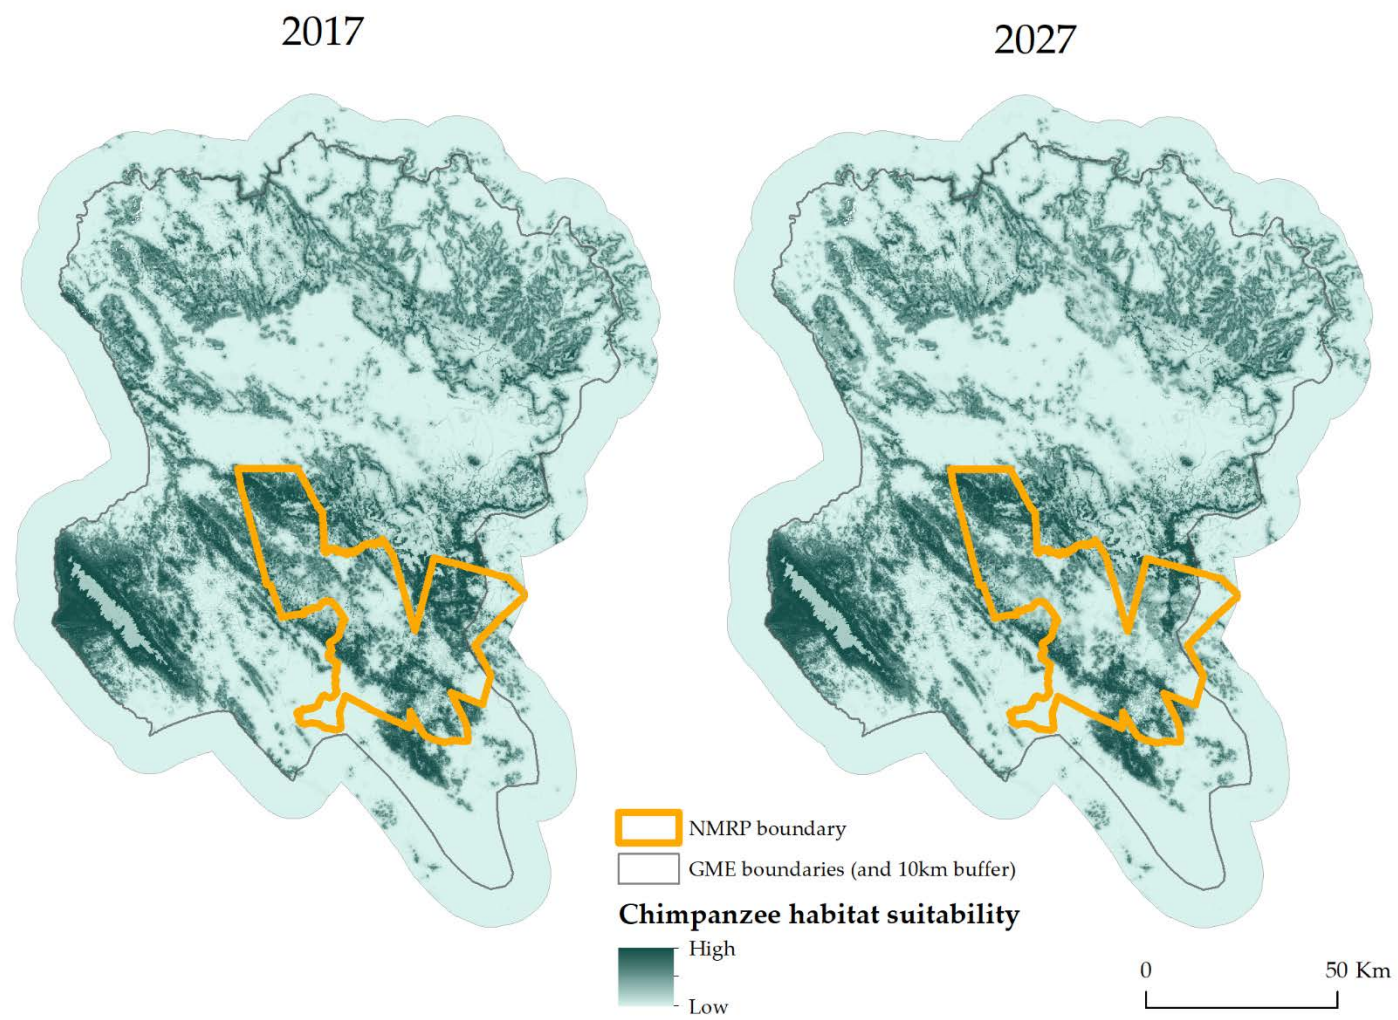 2017
2027
NMRP boundary
GME boundaries (and 10km buffer)
Chimpanzee habitat suitability
High
Low
0 50 Km